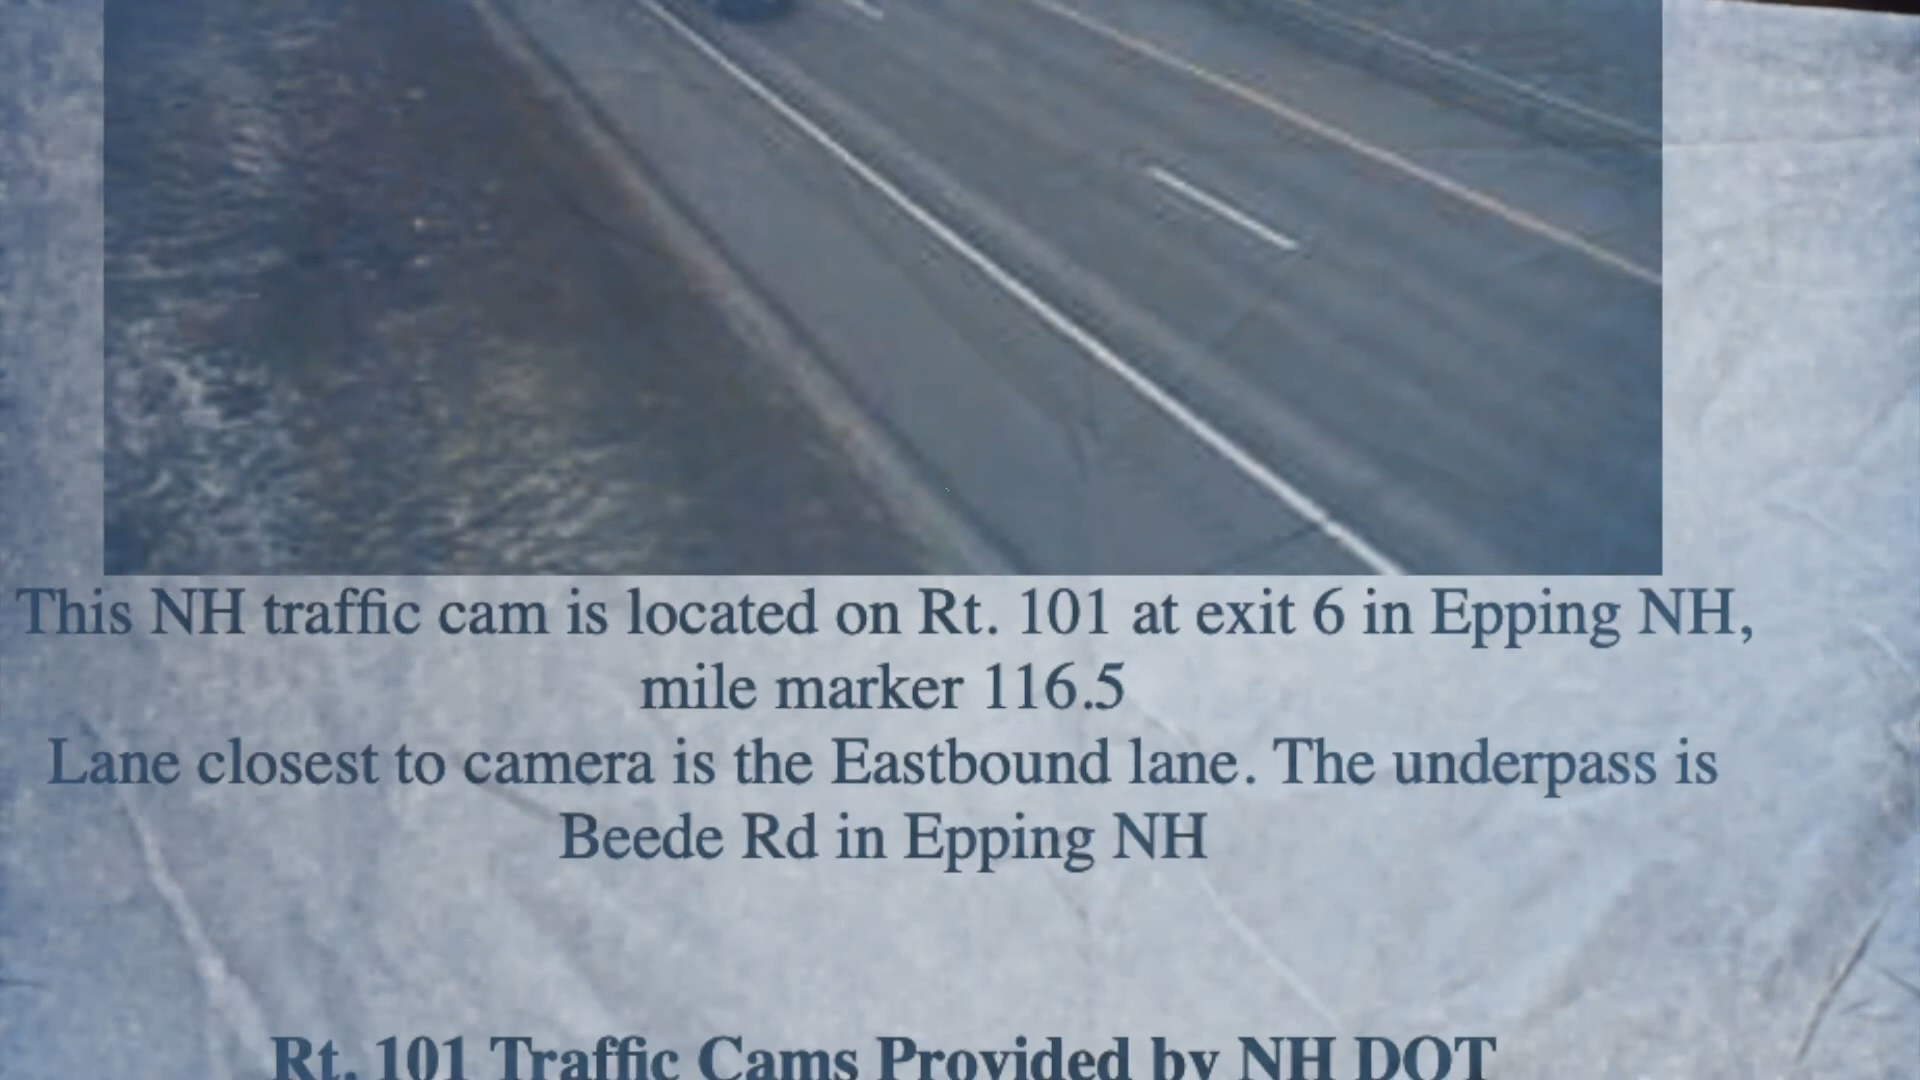 This NH traffic cam is located on Rt. 101 at exit 6 in Epping NH,
mile marker 116.5
Lane closest to camera is the Eastbound lane. The underpass is
Beede Rd in Epping NH
Rt. 101 Traffic Cams Provided by NH DOT